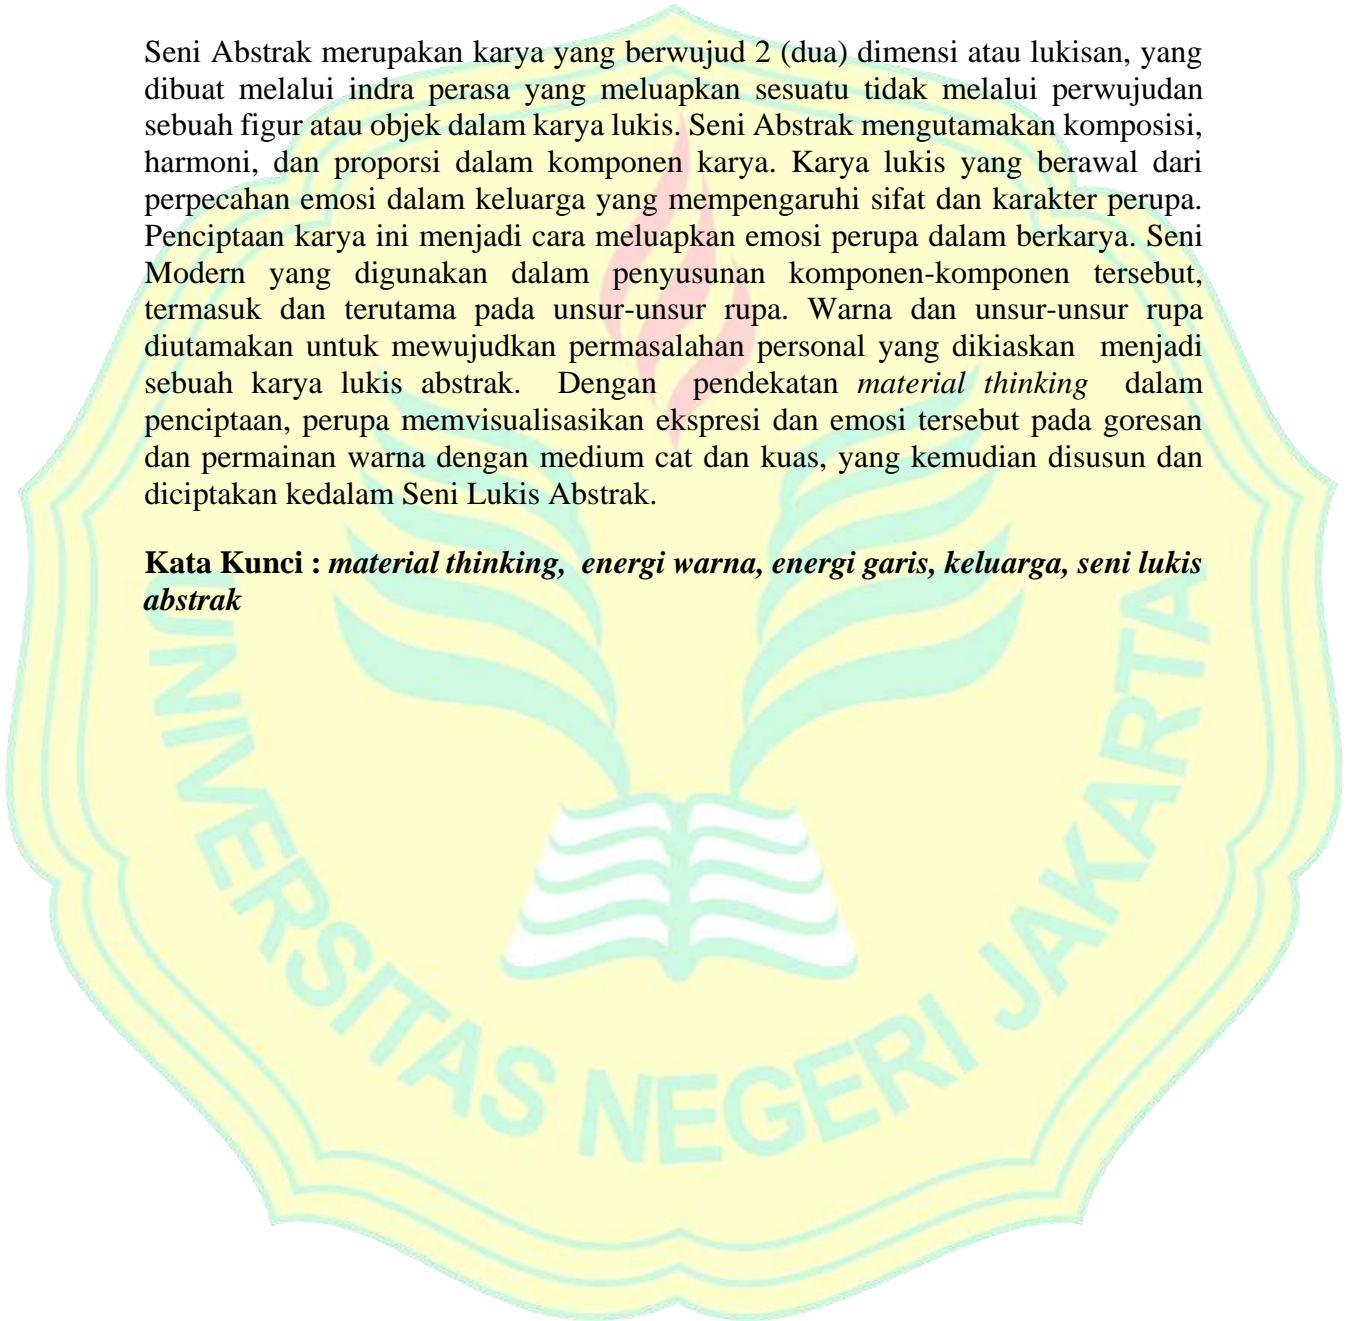 Seni Abstrak merupakan karya yang berwujud 2 (dua) dimensi atau lukisan, yang
dibuat melalui indra perasa yang meluapkan sesuatu tidak melalui perwujudan
sebuah figur atau objek dalam karya lukis. Seni Abstrak mengutamakan komposisi,
harmoni, dan proporsi dalam komponen karya. Karya lukis yang berawal dari
perpecahan emosi dalam keluarga yang mempengaruhi sifat dan karakter perupa.
Penciptaan karya ini menjadi cara meluapkan emosi perupa dalam berkarya. Seni
Modern yang digunakan dalam penyusunan komponen-komponen tersebut,
termasuk dan terutama pada unsur-unsur rupa. Warna dan unsur-unsur rupa
diutamakan untuk mewujudkan permasalahan personal yang dikiaskan menjadi
sebuah karya lukis abstrak. Dengan pendekatan material thinking dalam
penciptaan, perupa memvisualisasikan ekspresi dan emosi tersebut pada goresan
dan permainan warna dengan medium cat dan kuas, yang kemudian disusun dan
diciptakan kedalam Seni Lukis Abstrak.
Kata Kunci : material thinking, energi warna, energi garis, keluarga, seni lukis
abstrak
UNIVERSITAS NEGERI JAKARTA